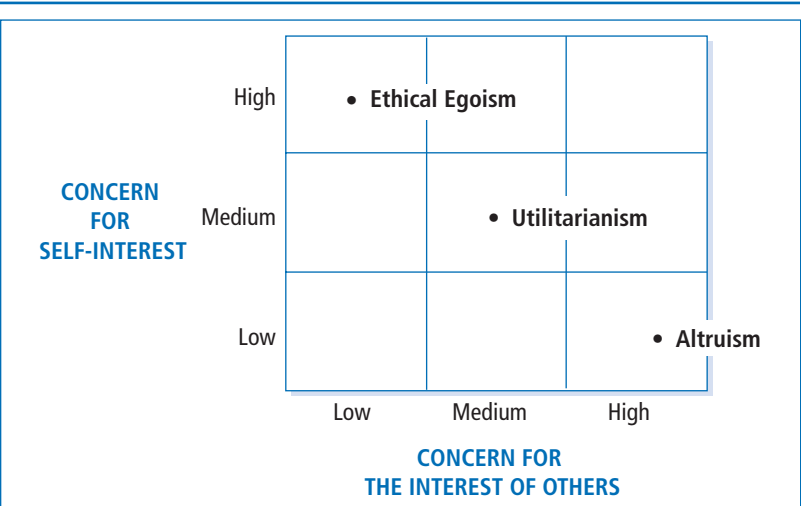 High
• Ethical Egoism
CONCERN
FOR
SELF-INTEREST
Medium
• Utilitarianism
Low
• Altruism
Low
Medium
High
CONCERN FOR
THE INTEREST OF OTHERS